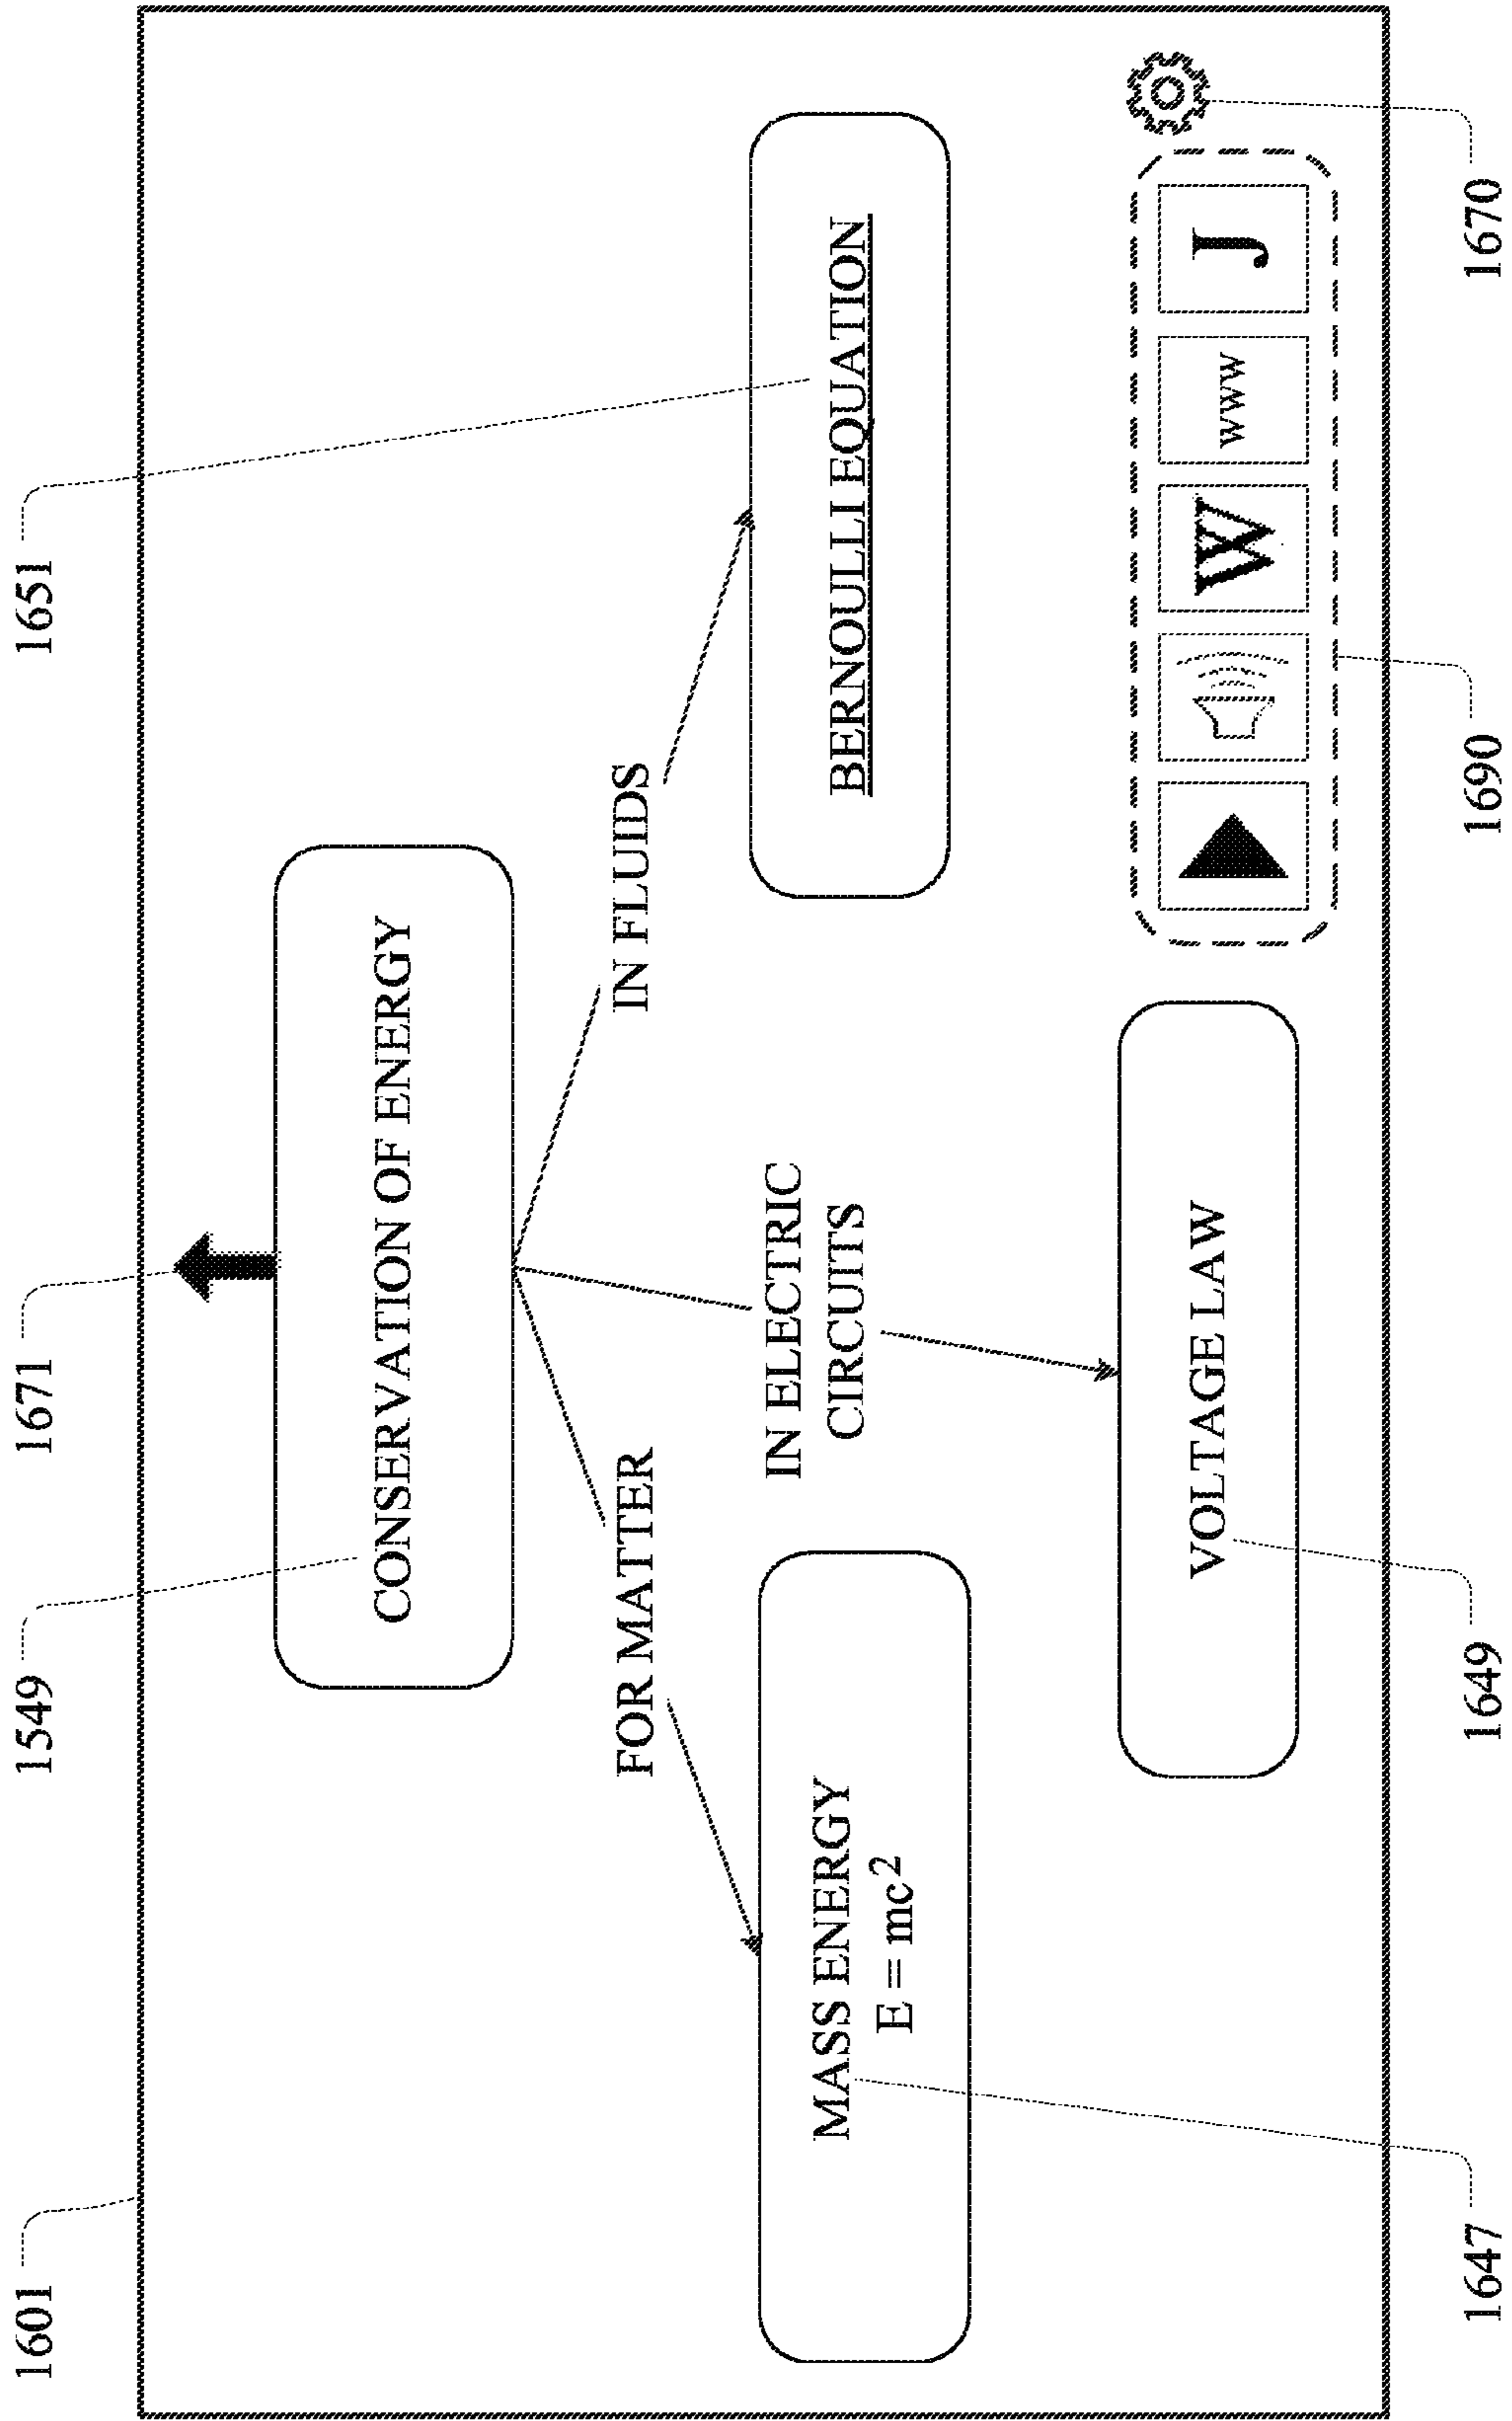 1601
1549
1671
1651
CONSERVATION OF ENERGY
FOR MATTER
IN FLUIDS
IN ELECTRIC
CIRCUITS
MASS ENERGY
E = mc²
BERNOULLI EQUATION
VOLTAGE LAW
W
www
J
1647
1649
1690
1670